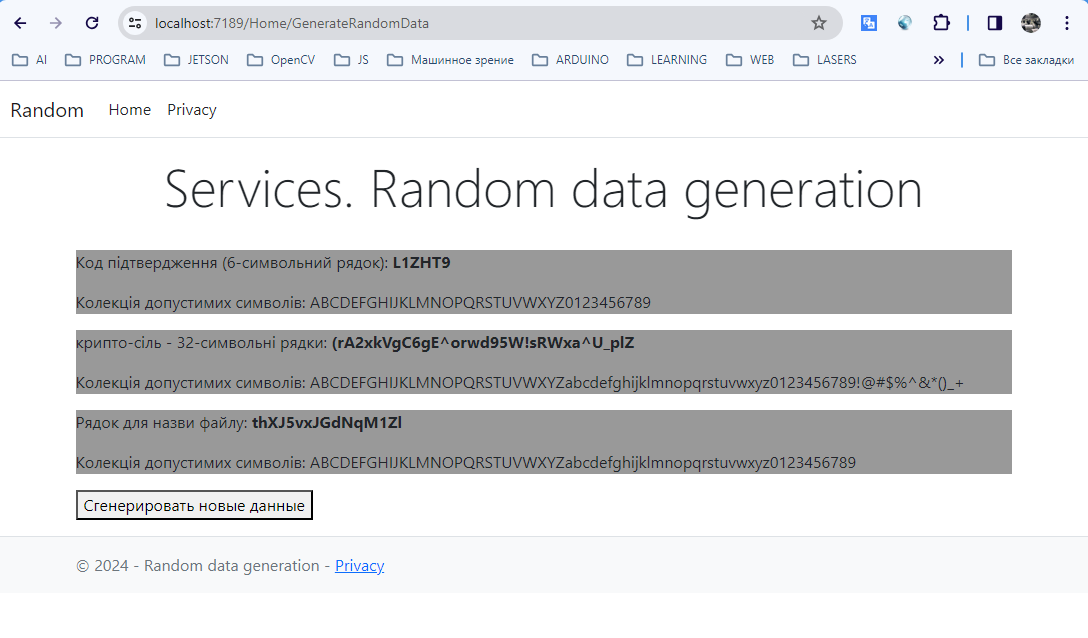 localhost:7189/Home/GenerateRandomData
AI PROGRAM JETSON OpenCV JS Машинное зрение ARDUINO LEARNING WEB LASERS » Все закладки
Random Home Privacy
Services. Random data generation
Код підтвердження (6-символьний рядок): L1ZHT9
Колекція допустимих символів: ABCDEFGHIJKLMNOPQRSTUVWXYZ0123456789
крипто-сіль - 32-символьні рядки: (rA2xkVgC6gE^orwd95W!sRWxa^U_plZ
Колекція допустимих символів: ABCDEFGHIJKLMNOPQRSTUVWXYZabcdefghijklmnopqrstuvwxyz0123456789!@#$%^&*()_+
Рядок для назви файлу: thXJ5vxJGdNqM1Zl
Колекція допустимих символів: ABCDEFGHIJKLMNOPQRSTUVWXYZabcdefghijklmnopqrstuvwxyz0123456789
Сгенерировать новые данные
© 2024 - Random data generation - Privacy